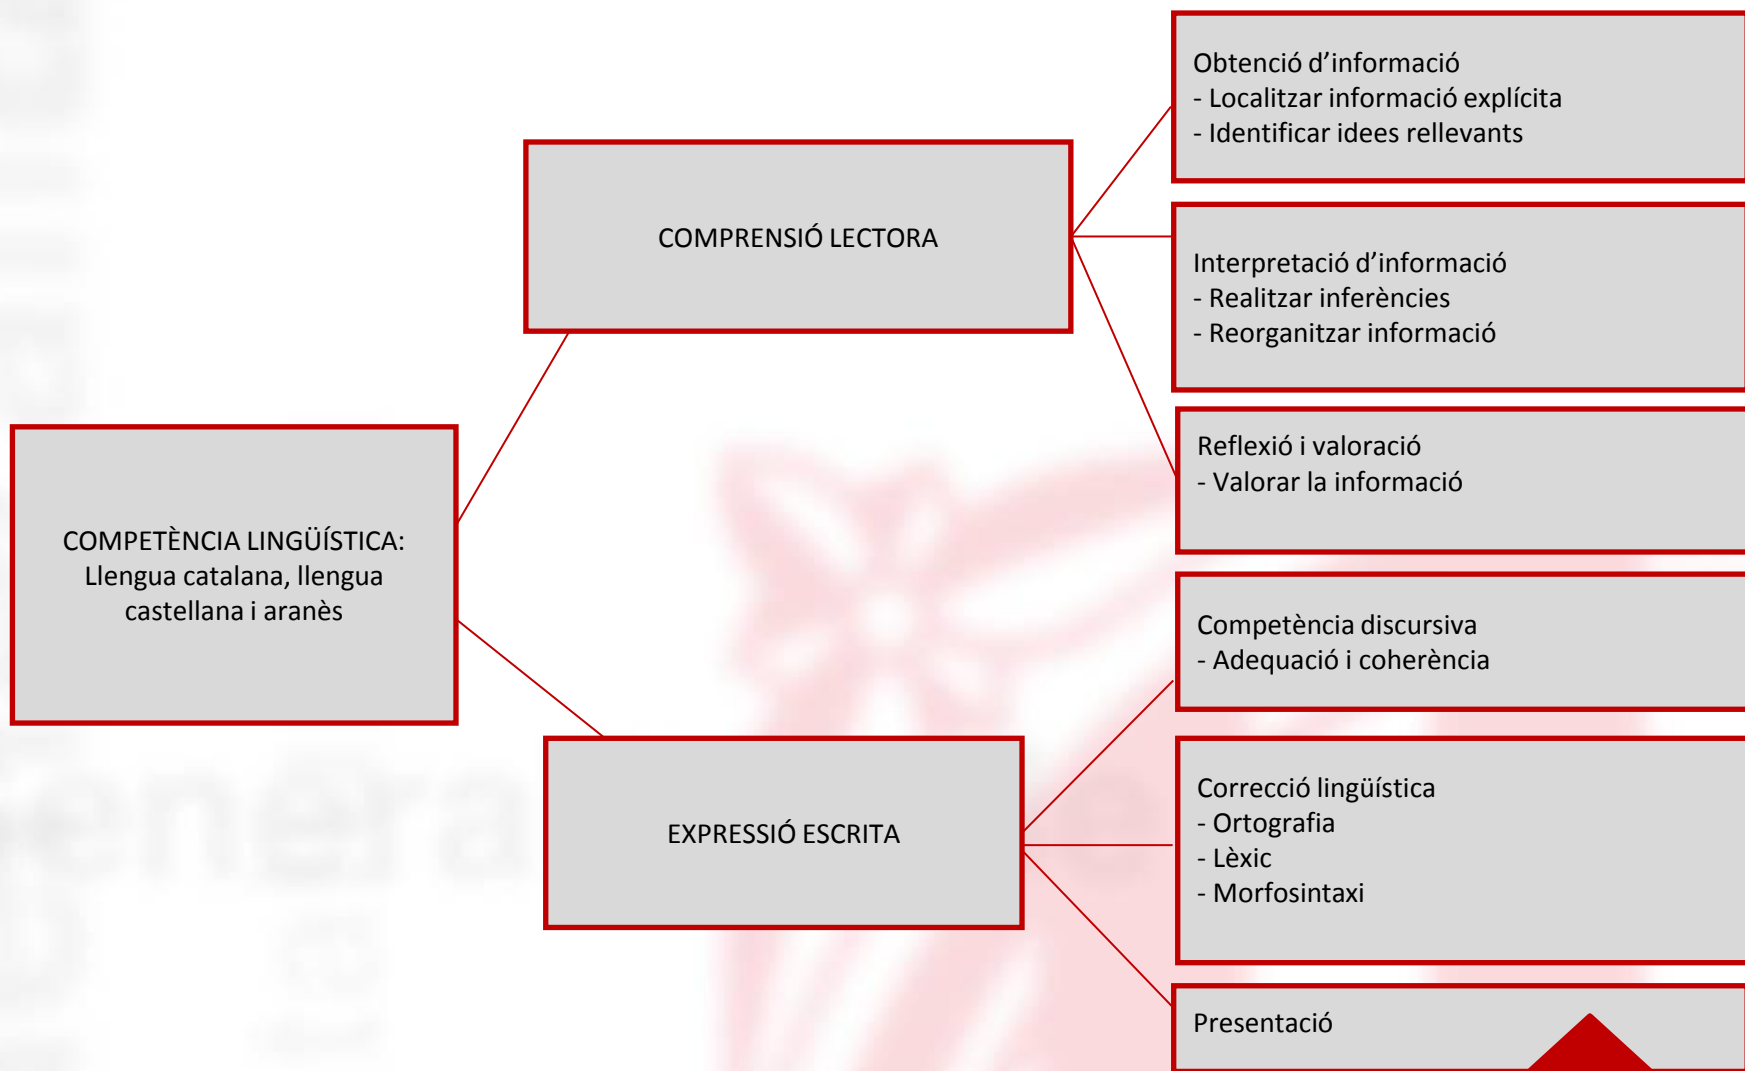 Obtenció d’informació
- Localitzar informació explícita
- Identificar idees rellevants
COMPRENSIÓ LECTORA
Interpretació d’informació
- Realitzar inferències
- Reorganitzar informació
Reflexió i valoració
- Valorar la informació
COMPETÈNCIA LINGÜÍSTICA:
Llengua catalana, llengua
castellana i aranès
Competència discursiva
- Adequació i coherència
EXPRESSIÓ ESCRITA
Correcció lingüística
- Ortografia
- Lèxic
- Morfosintaxi
Presentació